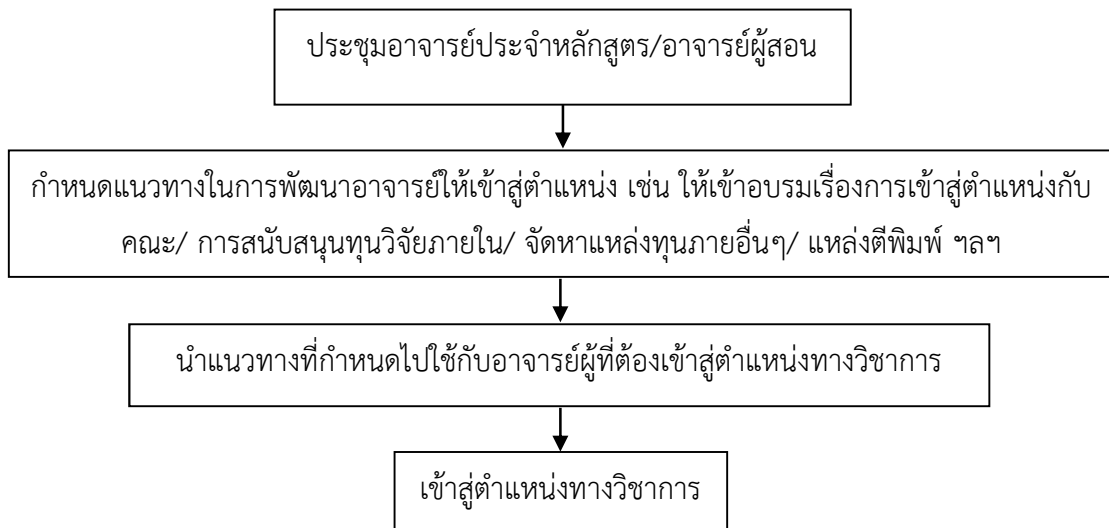 ประชุมอาจารย์ประจำหลักสูตร/อาจารย์ผู้สอน
กำหนดแนวทางในการพัฒนาอาจารย์ให้เข้าสู่ตำแหน่ง เช่น ให้เข้าอบรมเรื่องการเข้าสู่ตำแหน่งกับ
คณะ/ การสนับสนุนทุนวิจัยภายใน/ จัดหาแหล่งทุนภายอื่นๆ/ แหล่งตีพิมพ์ ฯลฯ
นำแนวทางที่กำหนดไปใช้กับอาจารย์ผู้ที่ต้องเข้าสู่ตำแหน่งทางวิชาการ
เข้าสู่ตำแหน่งทางวิชาการ